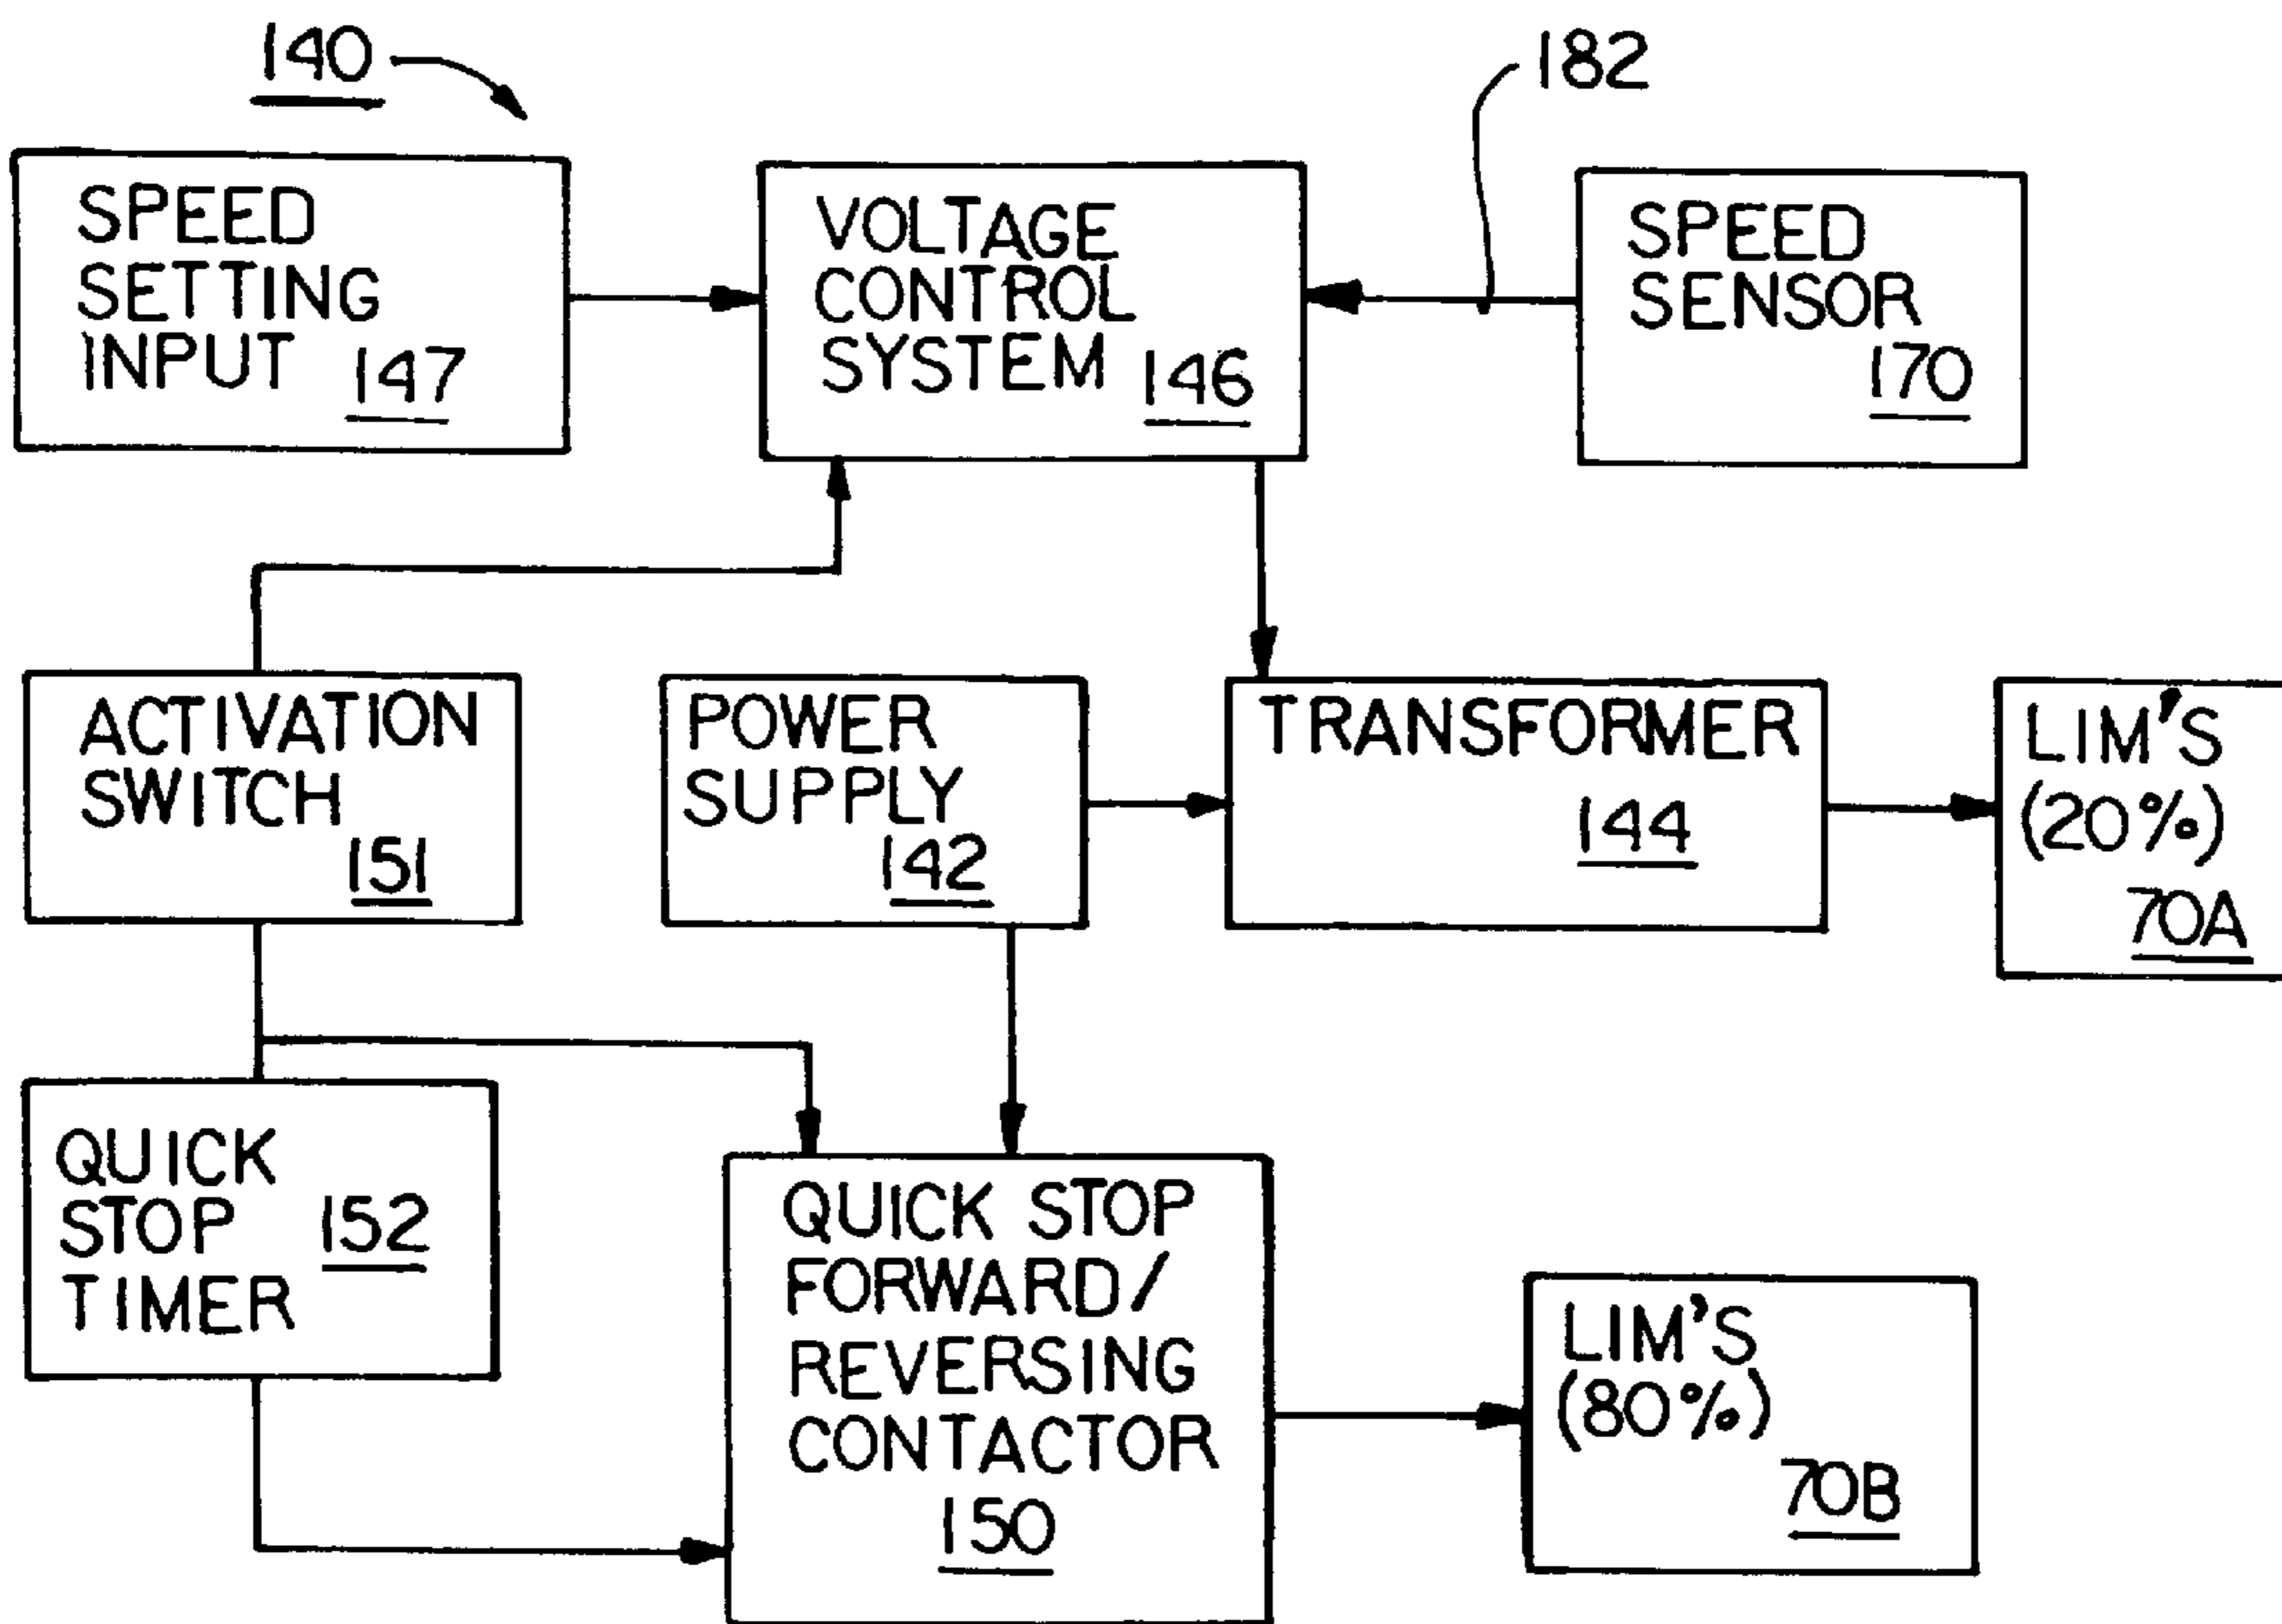 140
182
SPEED
SETTING
INPUT 147
VOLTAGE
CONTROL
SYSTEM 146
SPEED
SENSOR
170
ACTIVATION
SWITCH
151
POWER
SUPPLY
142
TRANSFORMER
144
LIM'S
(20%)
70A
QUICK
STOP 152
TIMER
QUICK STOP
FORWARD/
REVERSING
CONTACTOR
150
LIM'S
(80%)
70B